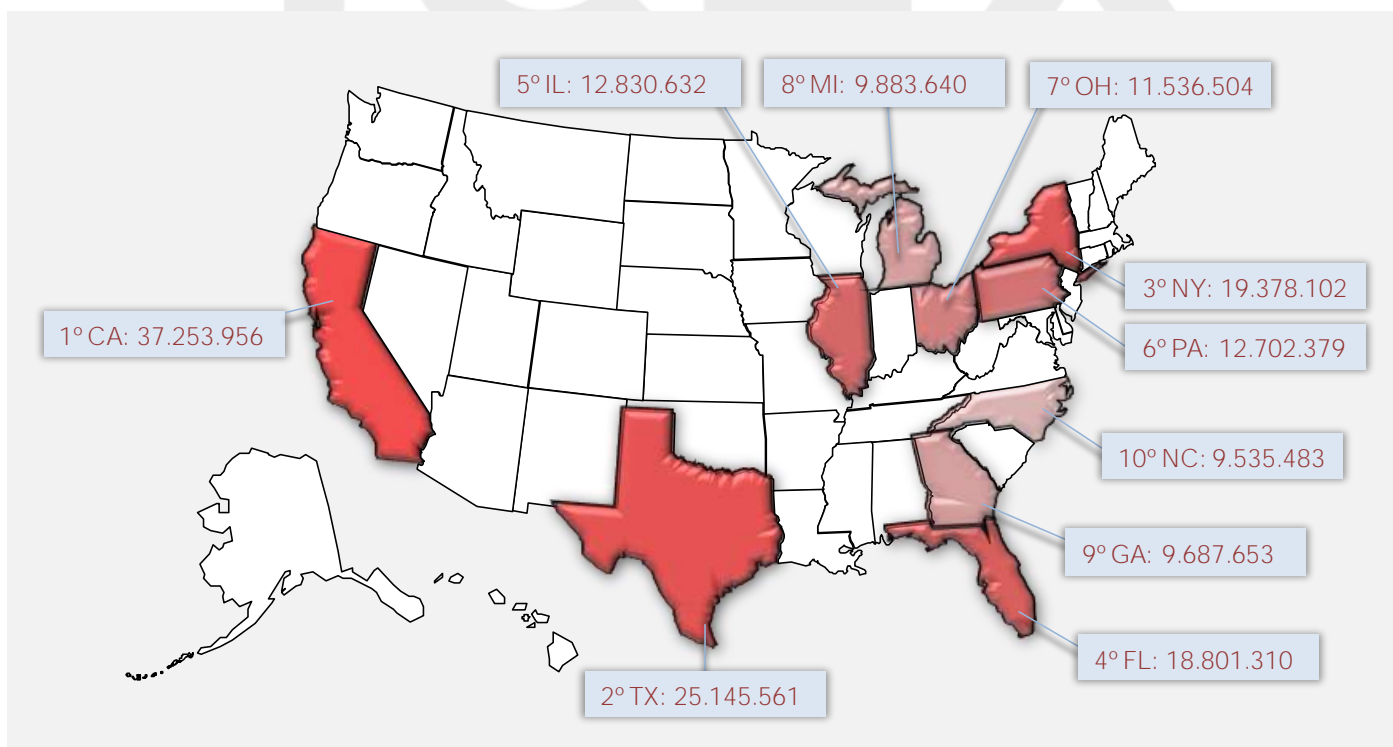 5º IL: 12.830.632
8º MI: 9.883.640
7º OH: 11.536.504
3º NY: 19.378.102
1º CA: 37.253.956
6º PA: 12.702.379
10º NC: 9.535.483
9º GA: 9.687.653
4º FL: 18.801.310
2º TX: 25.145.561